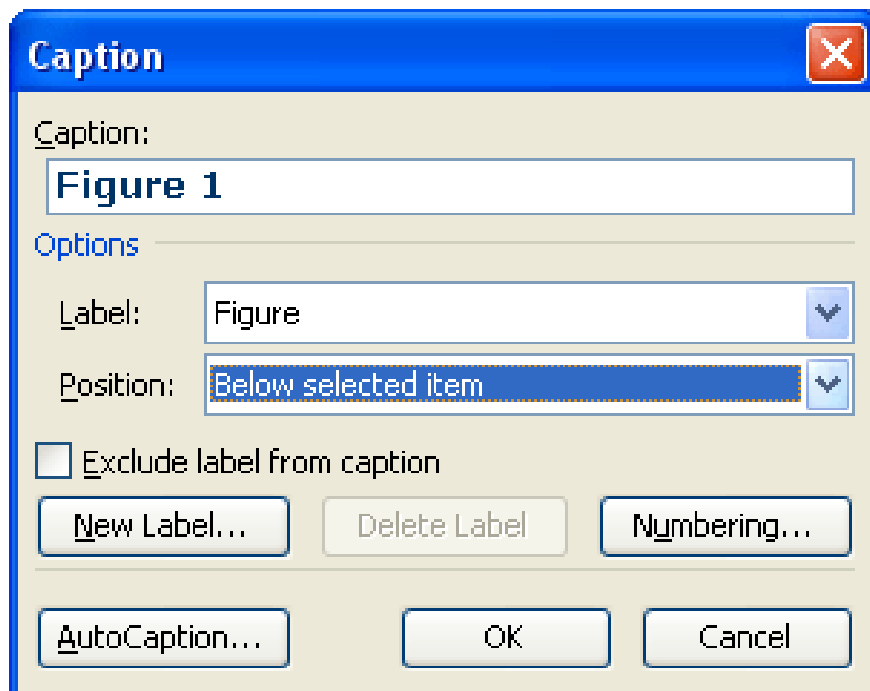 Caption
Caption:
Figure 1
Options
Label: Figure
Position: Below selected item
Exclude label from caption
New Label... Delete Label Numbering...
AutoCaption... OK Cancel